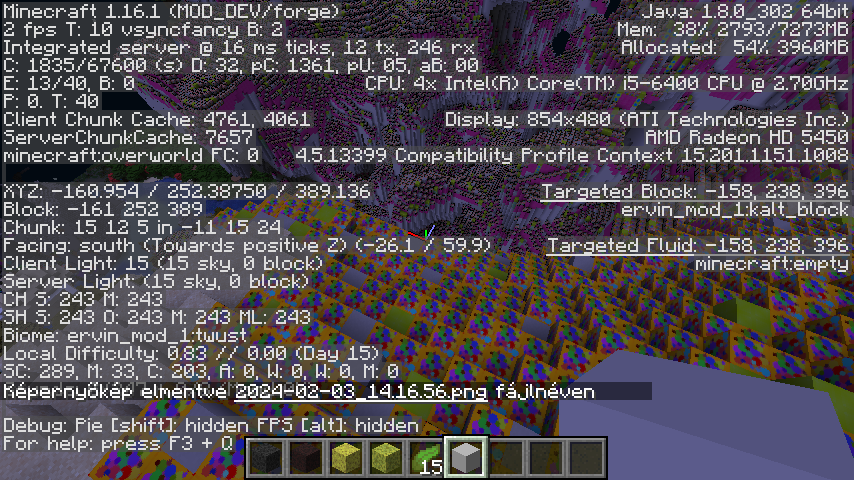 Minecraft 1.16.1 (MOD_DEV/forge)
2 fps T: 10 vsyncfancy B: 2
Integrated server @ 16 ms ticks, 12 tx, 246 rx
C: 1835/67600 (s) D: 32, pC: 1361, pU: 05, aB: 00
E: 13/40, B: 0
P: 0. T: 40
Client Chunk Cache: 4761, 4061
ServerChunkCache: 7657
minecraft:overworld FC: 0
XYZ: -160.954 / 252.38750 / 389.136
Block: -161 252 389
Chunk: 15 12 5 in -11 15 24
Facing: south (Towards positive Z) (-26.1 / 59.9)
Client Light: 15 (15 sky, 0 block)
Server Light: (15 sky, 0 block)
CH S: 243 M: 243
SH S: 243 O: 243 M: 243 ML: 243
Biome: ervin_mod_1:twust
Local Difficulty: 0.83 // 0.00 (Day 15)
SC: 289, M: 33, C: 203, A: 0, W: 0, W: 0, M: 0
Képernyőkép elmentve 2024-02-03_14.16.56.png fájlnéven
Debug: Pie [shift]: hidden FPS [alt]: hidden
For help: press F3 + Q
15
Java: 1.8.0_302 64bit
Mem: 38% 2793/7273MB
Allocated: 54% 3960MB
CPU: 4x Intel(R) Core(TM) i5-6400 CPU @ 2.70GHz
Display: 854x480 (ATI Technologies Inc.)
AMD Radeon HD 5450
4.5.13399 Compatibility Profile Context 15.201.1151.1008
Targeted Block: -158, 238, 396
ervin_mod_1:kalt_block
Targeted Fluid: -158, 238, 396
minecraft:empty